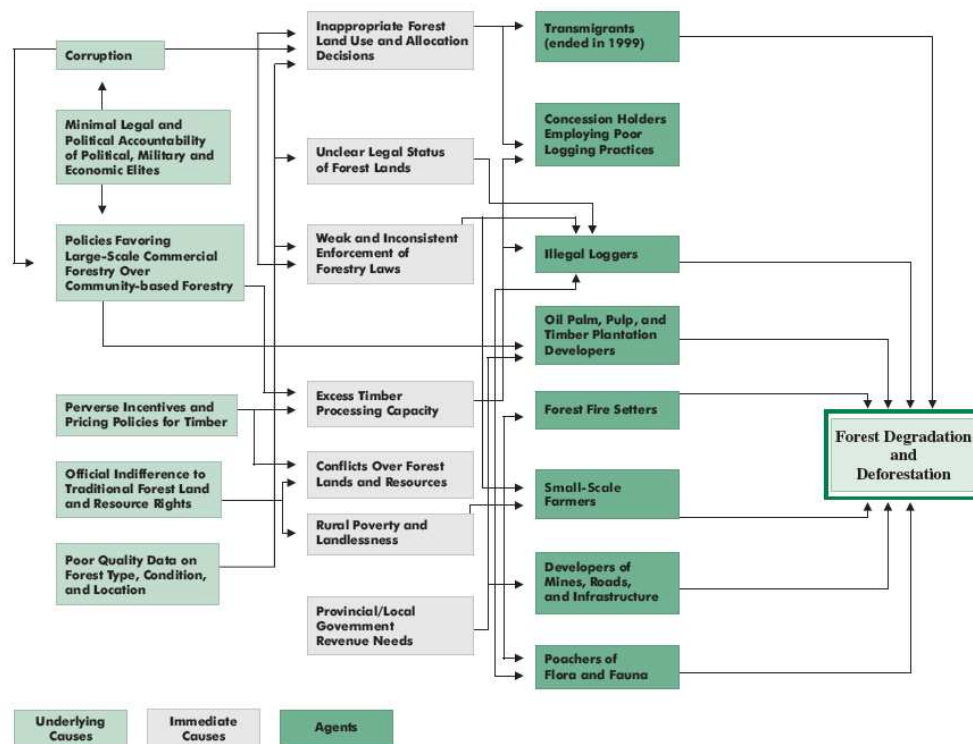 Corruption
Minimal Legal and
Political Accountability
of Political, Military and
Economic Elites
Policies Favoring
Large-Scale Commercial
Forestry Over
Community-based Forestry
Perverse Incentives and
Pricing Policies for Timber
Official Indifference to
Traditional Forest Land
and Resource Rights
Poor Quality Data on
Forest Type, Condition,
and Location
Inappropriate Forest
Land Use and Allocation
Decisions
Unclear Legal Status
of Forest Lands
Weak and Inconsistent
Enforcement of
Forestry Laws
Excess Timber
Processing Capacity
Conflicts Over Forest
Lands and Resources
Rural Poverty and
Landlessness
Provincial/Local
Government
Revenue Needs
Transmigrants
(ended in 1999)
Concession Holders
Employing Poor
Logging Practices
Illegal Loggers
Oil Palm, Pulp, and
Timber Plantation
Developers
Forest Fire Setters
Small-Scale
Farmers
Developers of
Mines, Roads,
and Infrastructure
Poachers of
Flora and Fauna
Forest Degradation
and
Deforestation
Underlying
Causes
Immediate
Causes
Agents